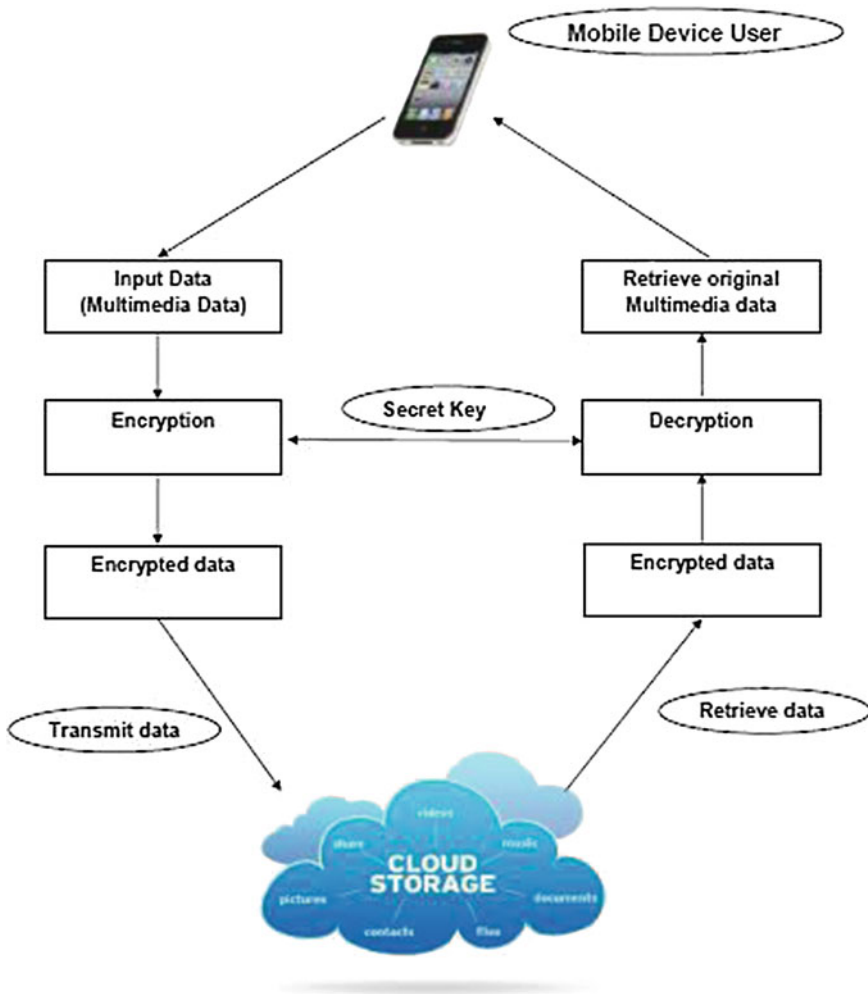 Mobile Device User
Input Data
(Multimedia Data)
Retrieve original
Multimedia data
Secret Key
Encryption
Decryption
Encrypted data
Encrypted data
Transmit data
Retrieve data
videos
share
music
CLOUD
STORAGE
pictures
documents
contacts
files